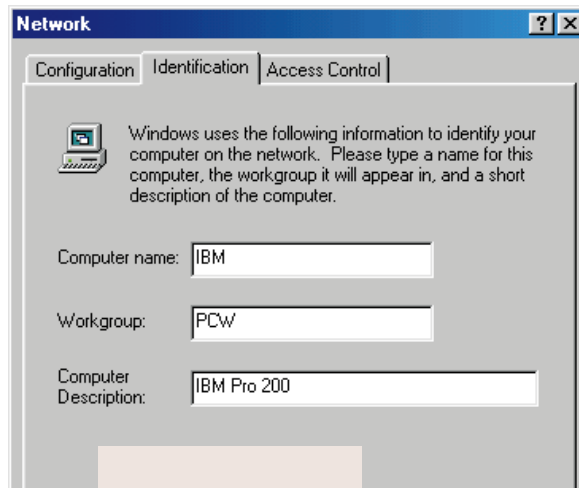 Network
Configuration Identification Access Control
Windows uses the following information to identify your
computer on the network. Please type a name for this
computer, the workgroup it will appear in, and a short
description of the computer.
Computer name: IBM
Workgroup: PCW
Computer
Description: IBM Pro 200